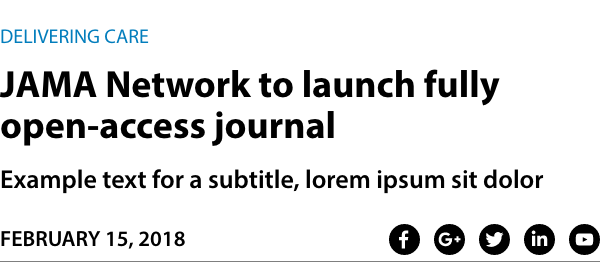 DELIVERING CARE
JAMA Network to launch fully
open-access journal
Example text for a subtitle, lorem ipsum sit dolor
FEBRUARY 15, 2018
f G+ in